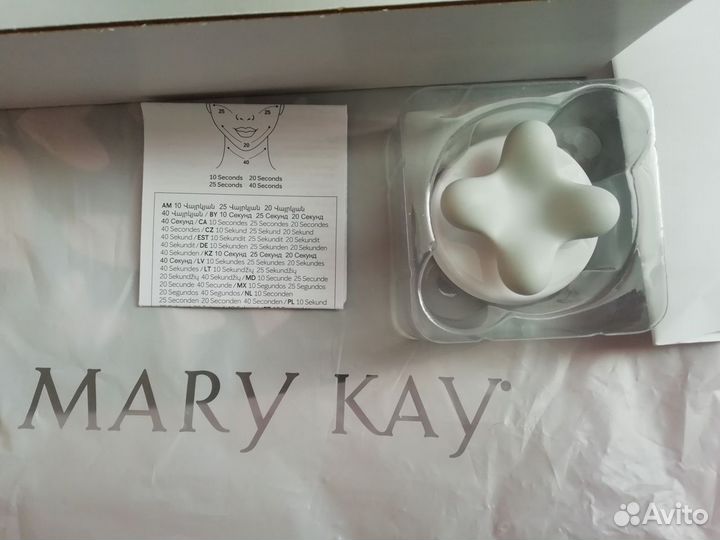 25 25
20
40
10 Seconds 20 Seconds
25 Seconds 40 Seconds
AM 10 Վայրկյան 25 Վայրկյան 20 Վայրկյան
40 Վայրկյան / BY 10 Секунд 25 Секунд 20 Секунд
40 Секунд / CA 10 Secondes 25 Secondes 20 Secondes
40 Secondes / CZ 10 Sekund 25 Sekund 20 Sekund
40 Sekund / EST 10 Sekundit 25 Sekundit 20 Sekundit
40 Sekundit / DE 10 Sekunden 25 Sekunden 20 Sekunden
40 Sekunden / KZ 10 Секунд 25 Секунд 20 Секунд
40 Секунд / LV 10 Sekundes 25 Sekundes 20 Sekundes
40 Sekundes / LT 10 Sekundžių 25 Sekundžių
20 Sekundžių 40 Sekundžių / MD 10 Secunde 25 Secunde
20 Secunde 40 Secunde / MX 10 Segundos 25 Segundos
20 Segundos 40 Segundos / NL 10 Seconden
25 Seconden 20 Seconden 40 Seconden / PL 10 Sekund
MARY KAY®
Avito